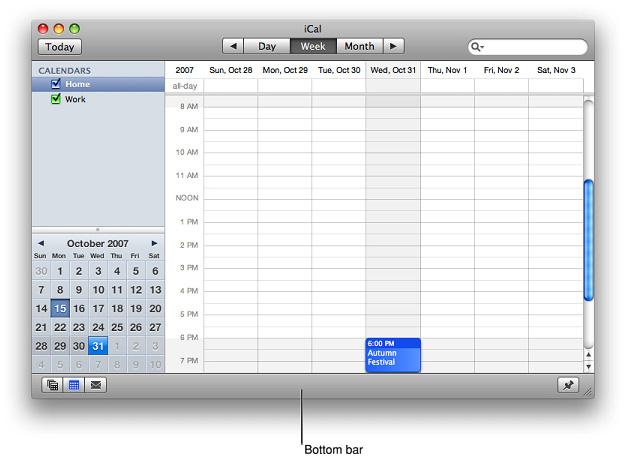 iCal
Today
Day Week Month
CALENDARS
Home
Work
2007 Sun, Oct 28 Mon, Oct 29 Tue, Oct 30 Wed, Oct 31 Thu, Nov 1 Fri, Nov 2 Sat, Nov 3
all-day
8 AM
9 AM
10 AM
11 AM
NOON
1 PM
2 PM
3 PM
4 PM
5 PM
6 PM
7 PM
6:00 PM
Autumn
Festival
October 2007
Sun Mon Tue Wed Thu Fri Sat
30 1 2 3 4 5 6
7 8 9 10 11 12 13
14 15 16 17 18 19 20
21 22 23 24 25 26 27
28 29 30 31 1 2 3
4 5 6 7 8 9 10
Bottom bar